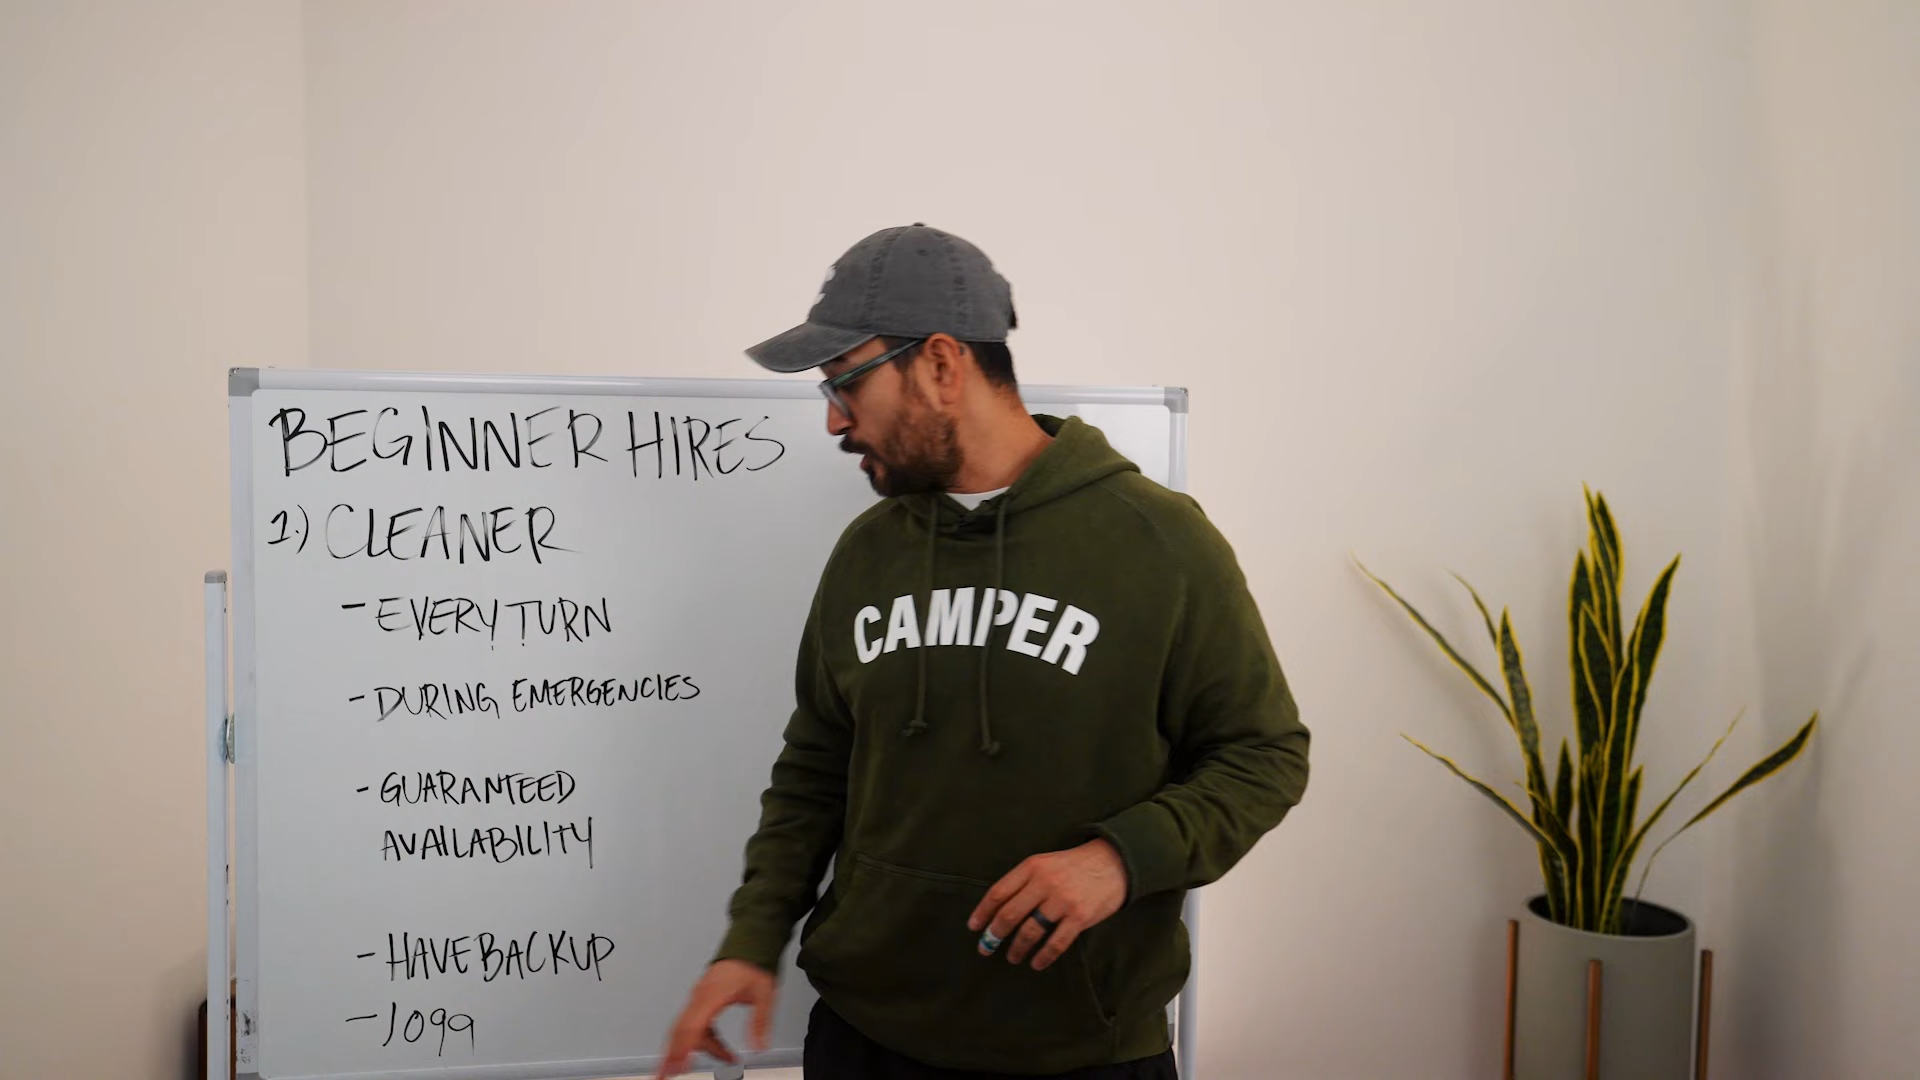 BEGINNER HIRES
1.) CLEANER
- EVERY TURN
- DURING EMERGENCIES
- GUARANTEED
AVAILABILITY
- HAVE BACKUP
- 1099
CAMPER